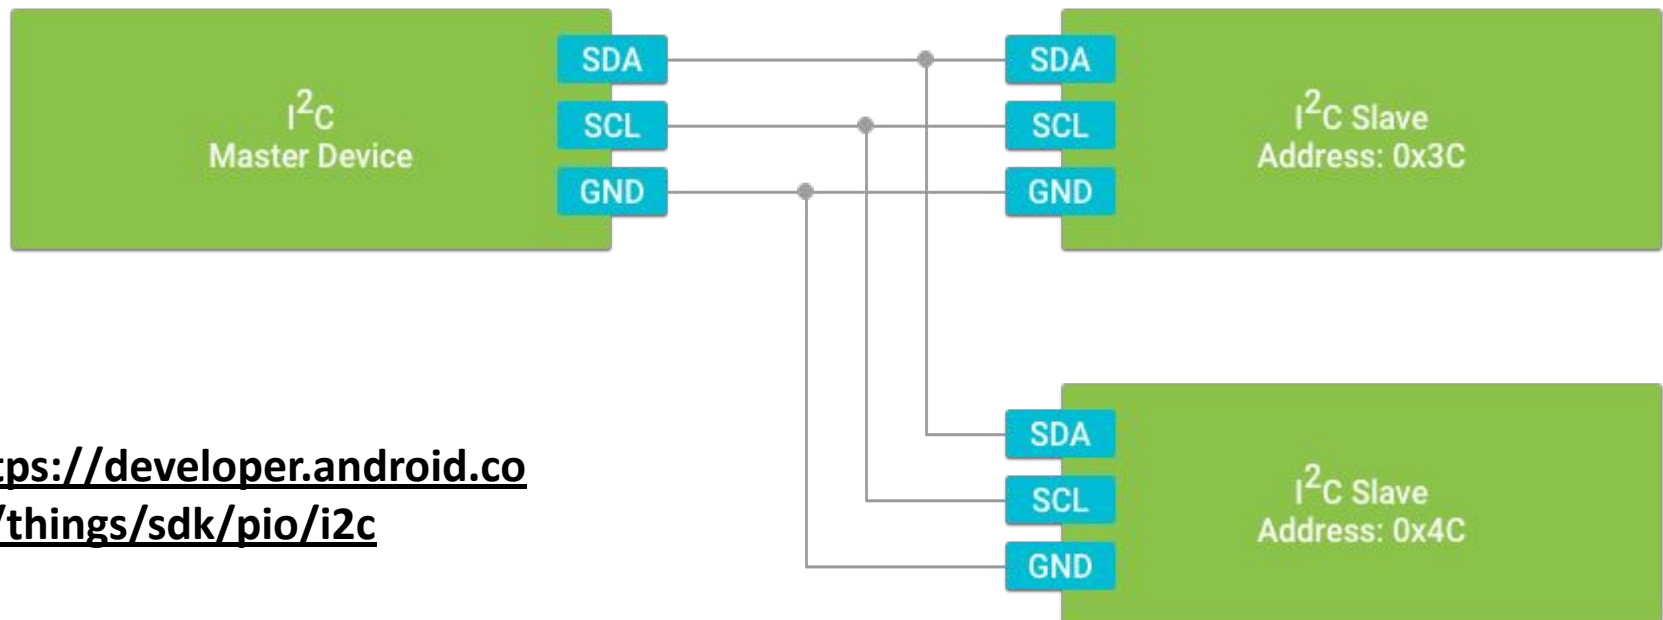 I²C
Master Device
SDA
SCL
GND
SDA
SCL
GND
I²C Slave
Address: 0x3C
tps://developer.android.co
/things/sdk/pio/i2c
SDA
SCL
GND
I²C Slave
Address: 0x4C